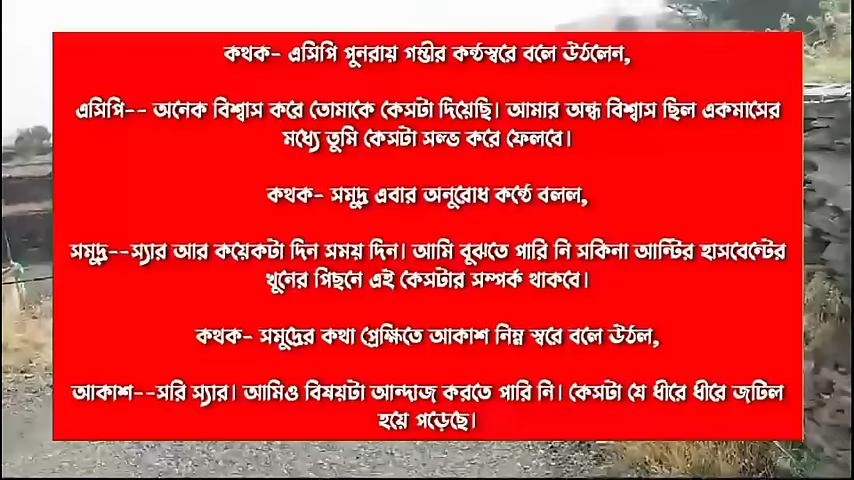 কথক- এসিপি পুনরায় গম্ভীর কন্ঠস্বরে বলে উঠলেন,
এসিপি-- অনেক বিশ্বাস করে তোমাকে কেসটা দিয়েছি। আমার অন্ধ বিশ্বাস ছিল একমাসের
মধ্যে তুমি কেসটা সল্ভ করে ফেলবে।
কথক- সমুদ্র এবার অনুরোধ কন্ঠে বলল,
সমুদ্র--স্যার আর কয়েকটা দিন সময় দিন। আমি বুঝতে পারি নি সকিনা আন্টির হাসবেন্টের
খুনের পিছনে এই কেসটার সম্পর্ক থাকবে।
কথক- সমুদ্রের কথা প্রেক্ষিতে আকাশ নিম্ন স্বরে বলে উঠল,
আকাশ--সরি স্যার। আমিও বিষয়টা আন্দাজ করতে পারি নি। কেসটা যে ধীরে ধীরে জটিল
হয়ে পড়েছে।